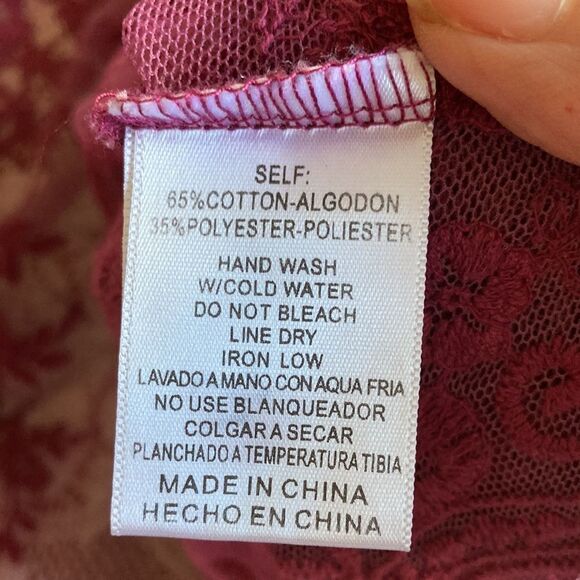 SELF:
65%COTTON-ALGODON
35%POLYESTER-POLIESTER
HAND WASH
W/COLD WATER
DO NOT BLEACH
LINE DRY
IRON LOW
LAVADO A MANO CON AQUA FRIA
NO USE BLANQUEADOR
COLGAR A SECAR
PLANCHADO A TEMPERATURA TIBIA
MADE IN CHINA
HECHO EN CHINA